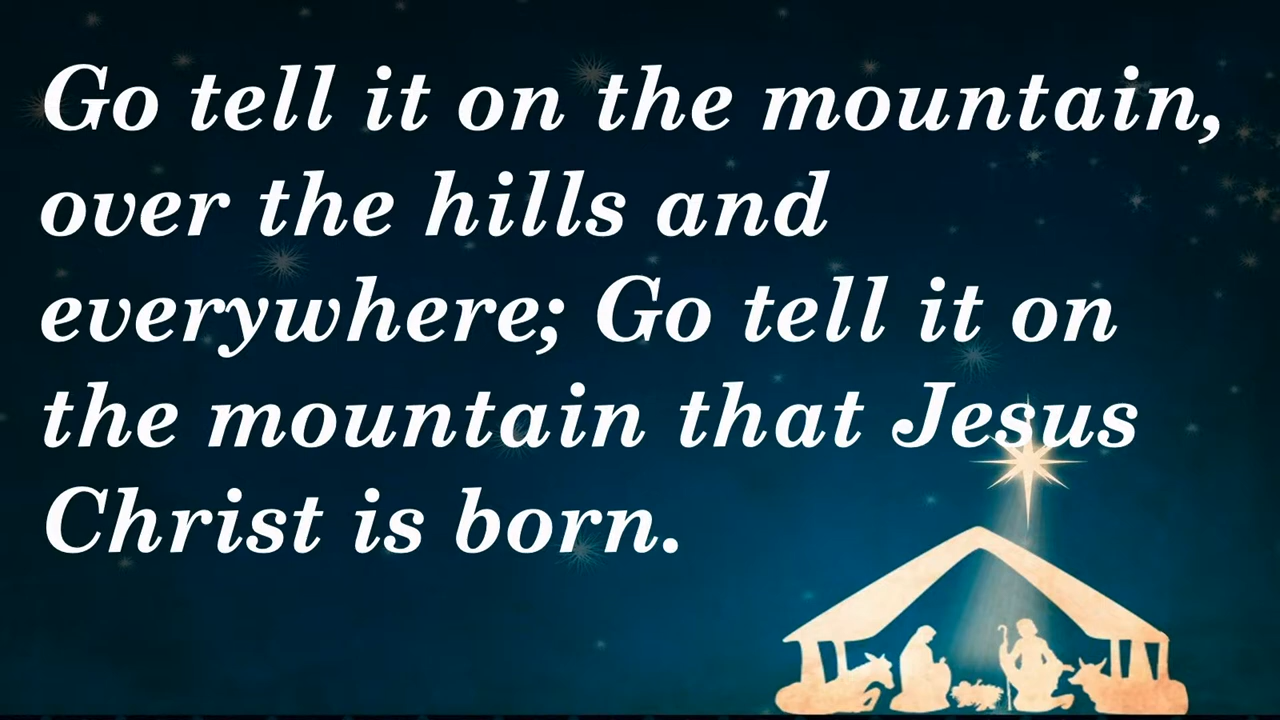 Go tell it on the mountain,
over the hills and
everywhere; Go tell it on
the mountain that Jesus
Christ is born.